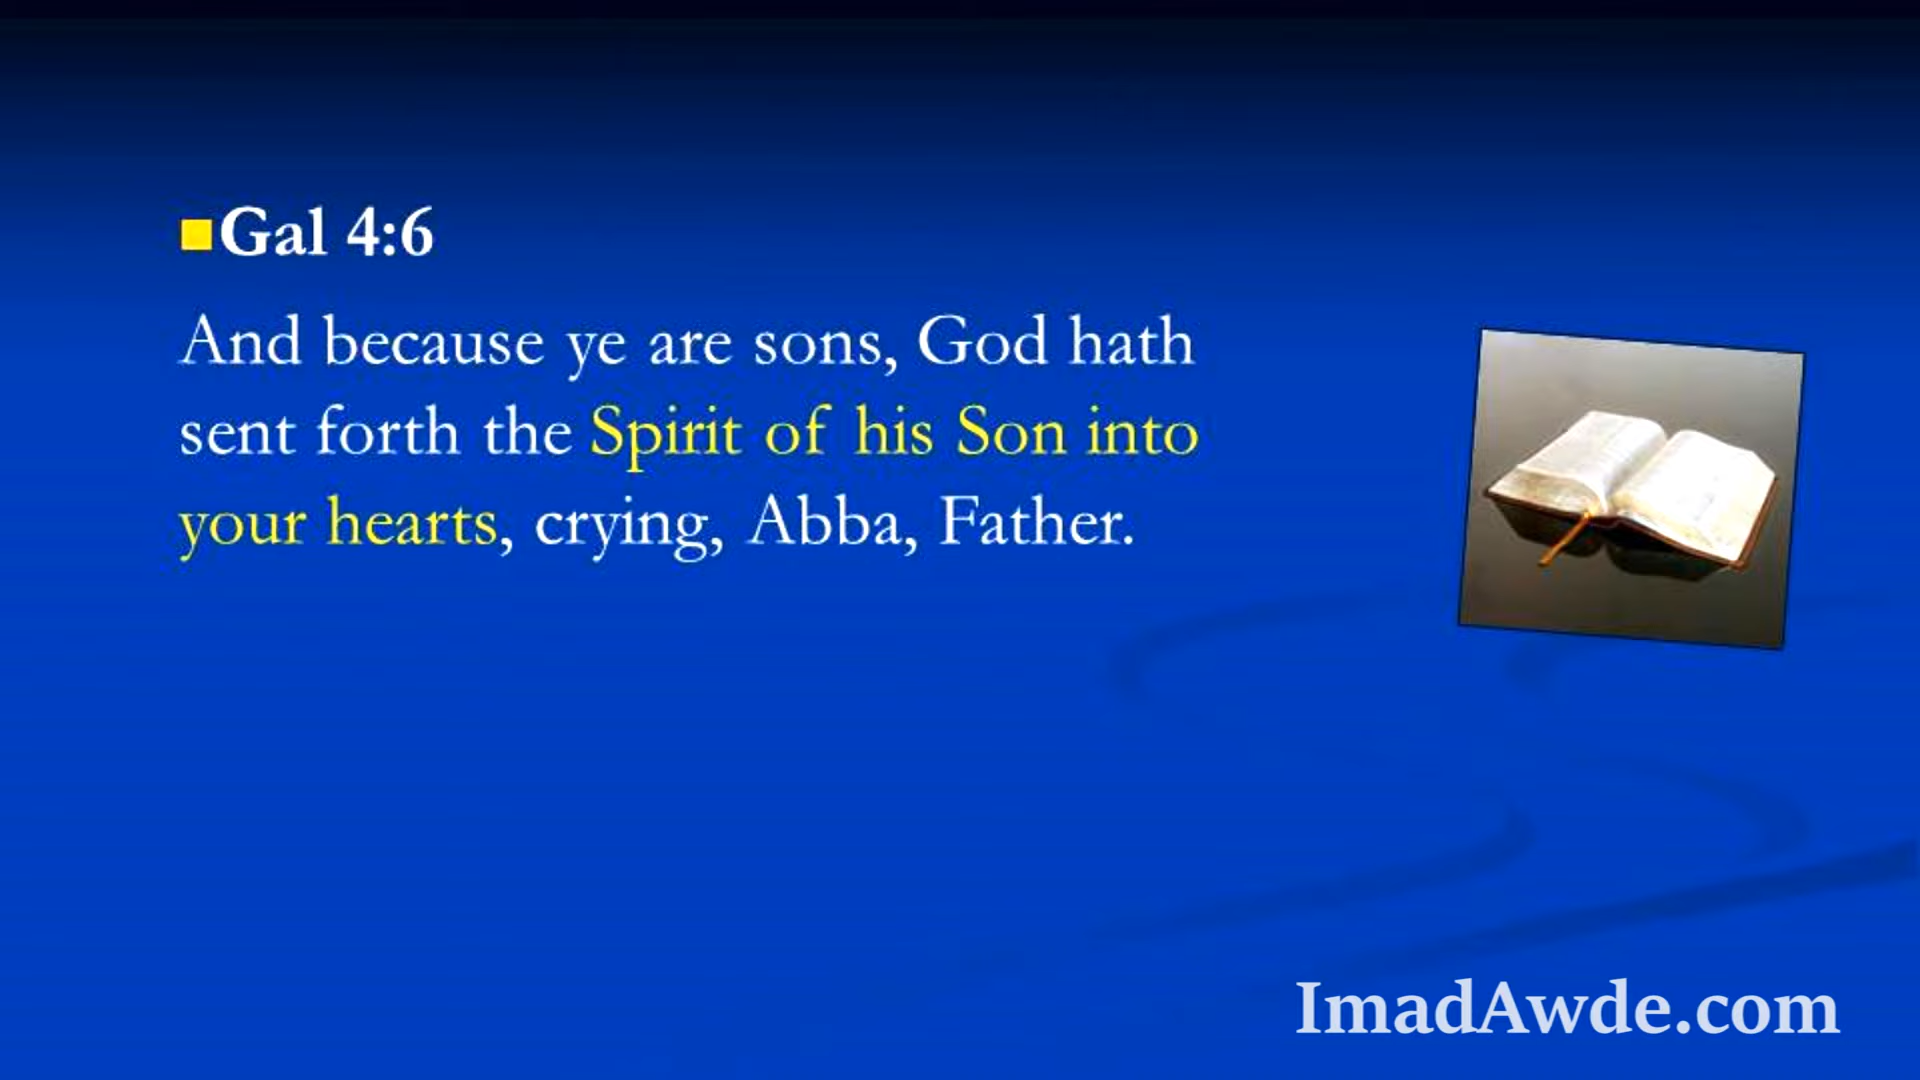 Gal 4:6
And because ye are sons, God hath
sent forth the Spirit of his Son into
your hearts, crying, Abba, Father.
ImadAwde.com